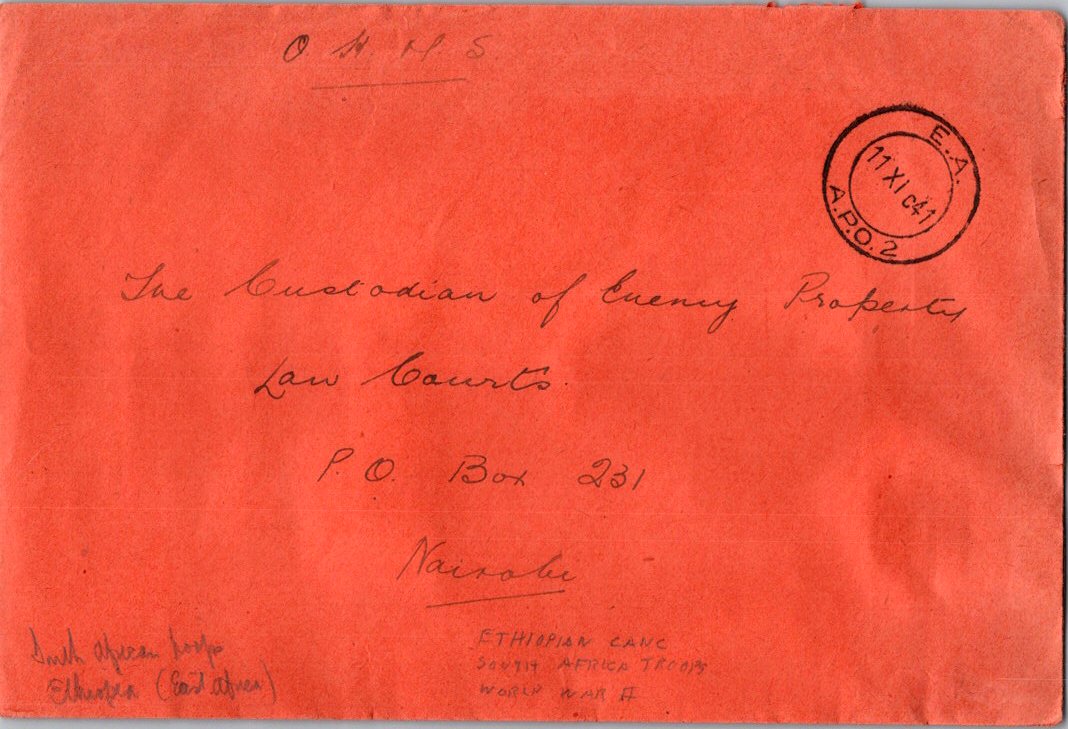 O H M S
E.A.
11 XI 41
A.P.O. 2
The Custodian of Enemy Property
Law Courts
P.O. Box 231
Nairobi
South African troops
Ethiopia (East Africa)
ETHIOPIAN CANC
SOUTH AFRICA TROOPS
WORLD WAR II